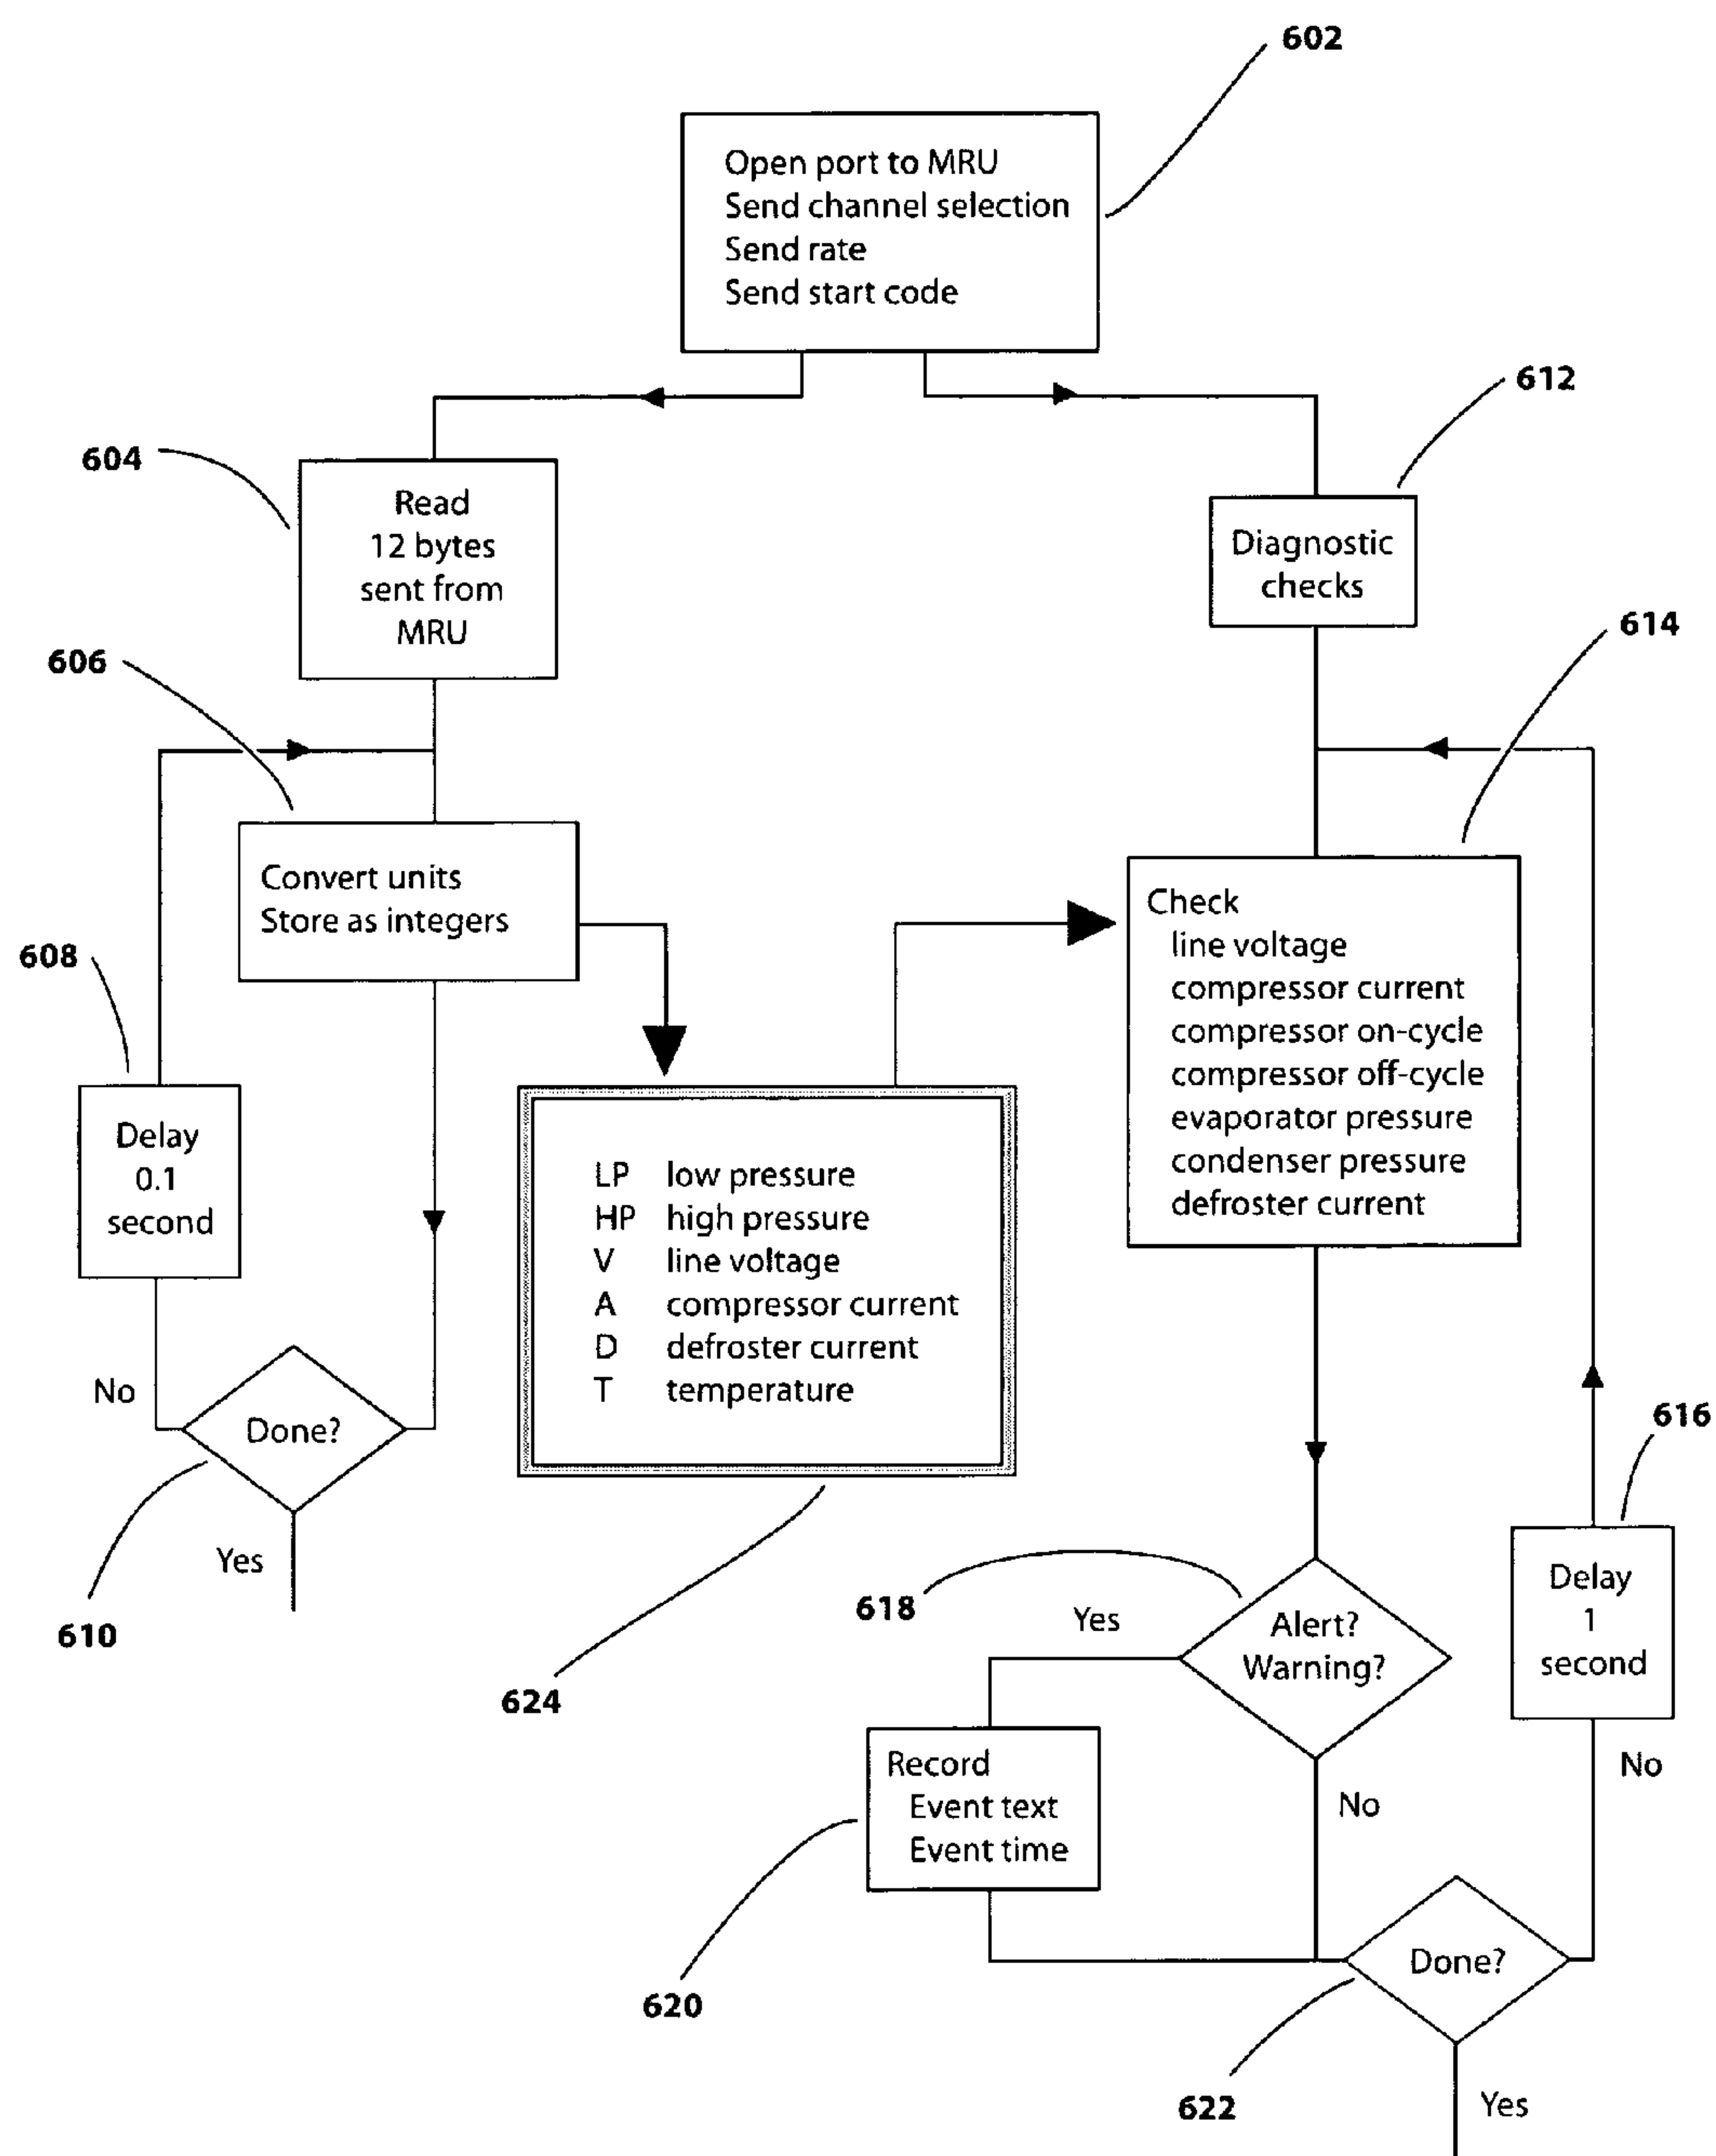 602
Open port to MRU
Send channel selection
Send rate
Send start code
612
604
Read
12 bytes
sent from
MRU
Diagnostic
checks
614
606
Convert units
Store as integers
608
Check
line voltage
compressor current
compressor on-cycle
compressor off-cycle
evaporator pressure
condenser pressure
defroster current
Delay
0.1
second
LP low pressure
HP high pressure
V line voltage
A compressor current
D defroster current
T temperature
No
Done?
616
Yes
610
624
Delay
1
second
618
Yes
Alert?
Warning?
No
Record
Event text
Event time
No
620
Done?
622
Yes